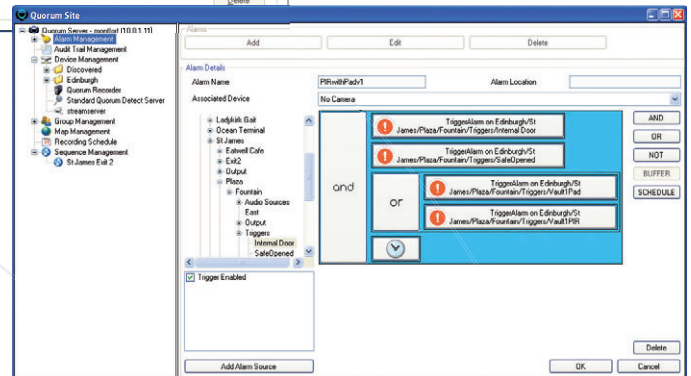 Delete
Quorum Site
Quorum Server - montfort (10.0.1.11)
Alarm Management
Audit Trail Management
Device Management
Discovered
Edinburgh
Quorum Recorder
Standard Quorum Detect Server
streamserver
Group Management
Map Management
Recording Schedule
Sequence Management
St James Exit 2
Alarms
Add
Edit
Delete
Alarm Details
Alarm Name
PIRwithPadv1
Alarm Location
Associated Device
No Camera
Ladykirk Gait
Ocean Terminal
St James
Eatwell Cafe
Exit2
Output
Plaza
Fountain
Audio Sources
East
Output
Triggers
Internal Door
SafeOpened
Trigger Enabled
Add Alarm Source
and
TriggerAlarm on Edinburgh/St
James/Plaza/Fountain/Triggers/Internal Door
TriggerAlarm on Edinburgh/St
James/Plaza/Fountain/Triggers/SafeOpened
or
TriggerAlarm on Edinburgh/St
James/Plaza/Fountain/Triggers/Vault1Pad
TriggerAlarm on Edinburgh/St
James/Plaza/Fountain/Triggers/Vault1PIR
AND
OR
NOT
BUFFER
SCHEDULE
Delete
OK
Cancel